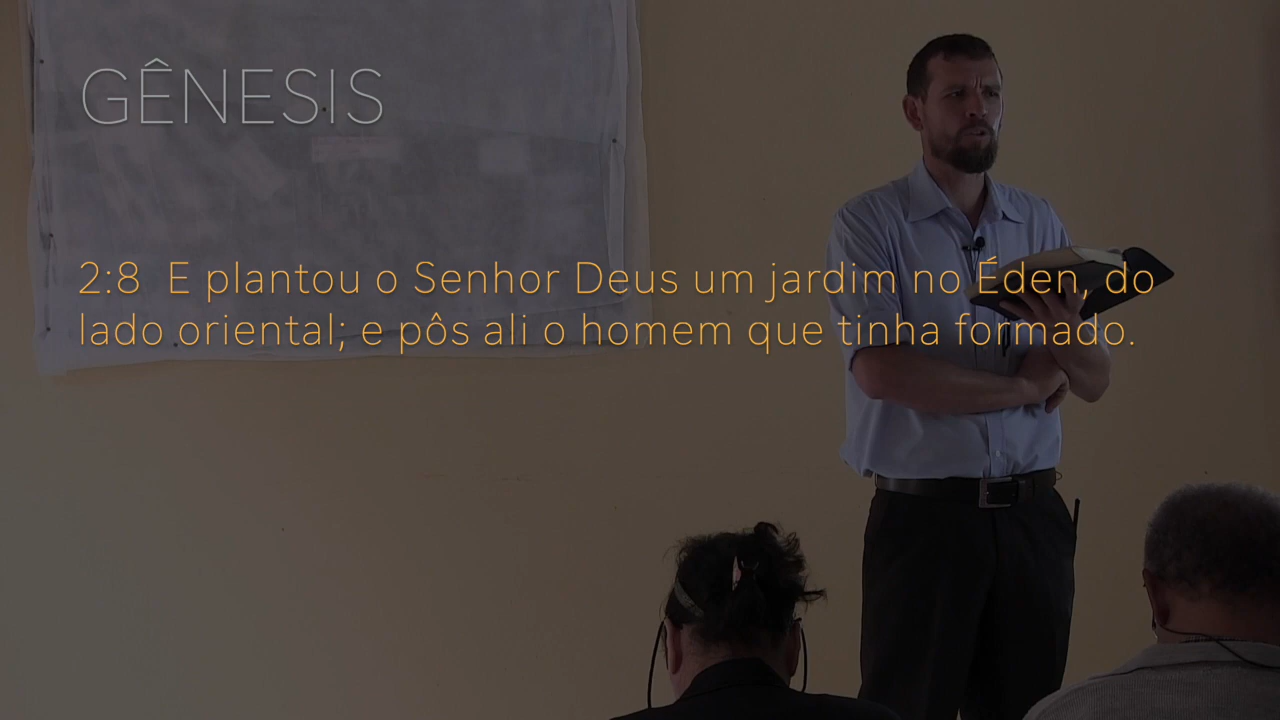 GÊNESIS
2:8 E plantou o Senhor Deus um jardim no Éden, do
lado oriental; e pôs ali o homem que tinha formado.